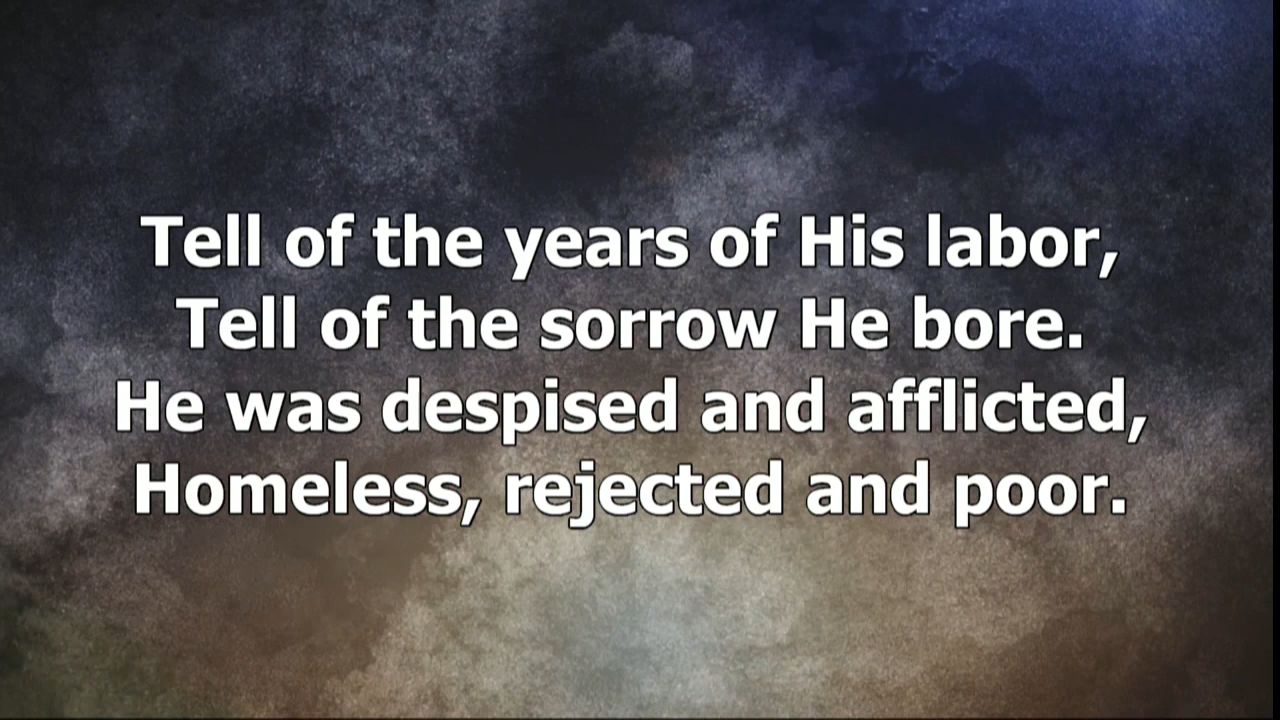 Tell of the years of His labor,
Tell of the sorrow He bore.
He was despised and afflicted,
Homeless, rejected and poor.